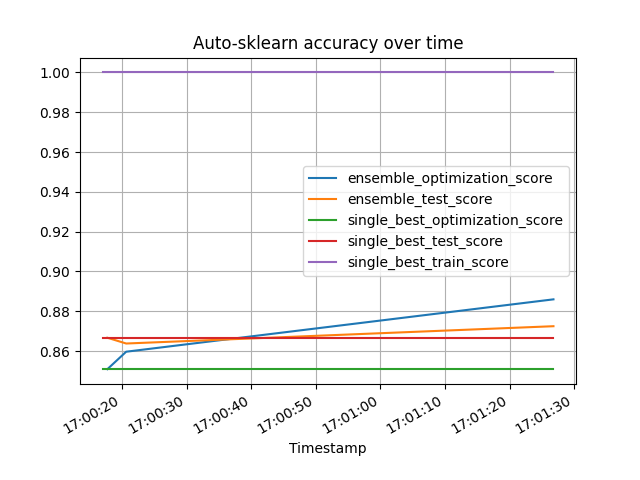 Auto-sklearn accuracy over time
1.00
0.98
0.96
0.94
0.92
0.90
0.88
0.86
ensemble_optimization_score
ensemble_test_score
single_best_optimization_score
single_best_test_score
single_best_train_score
17:00:20
17:00:30
17:00:40
17:00:50
17:01:00
17:01:10
17:01:20
17:01:30
Timestamp